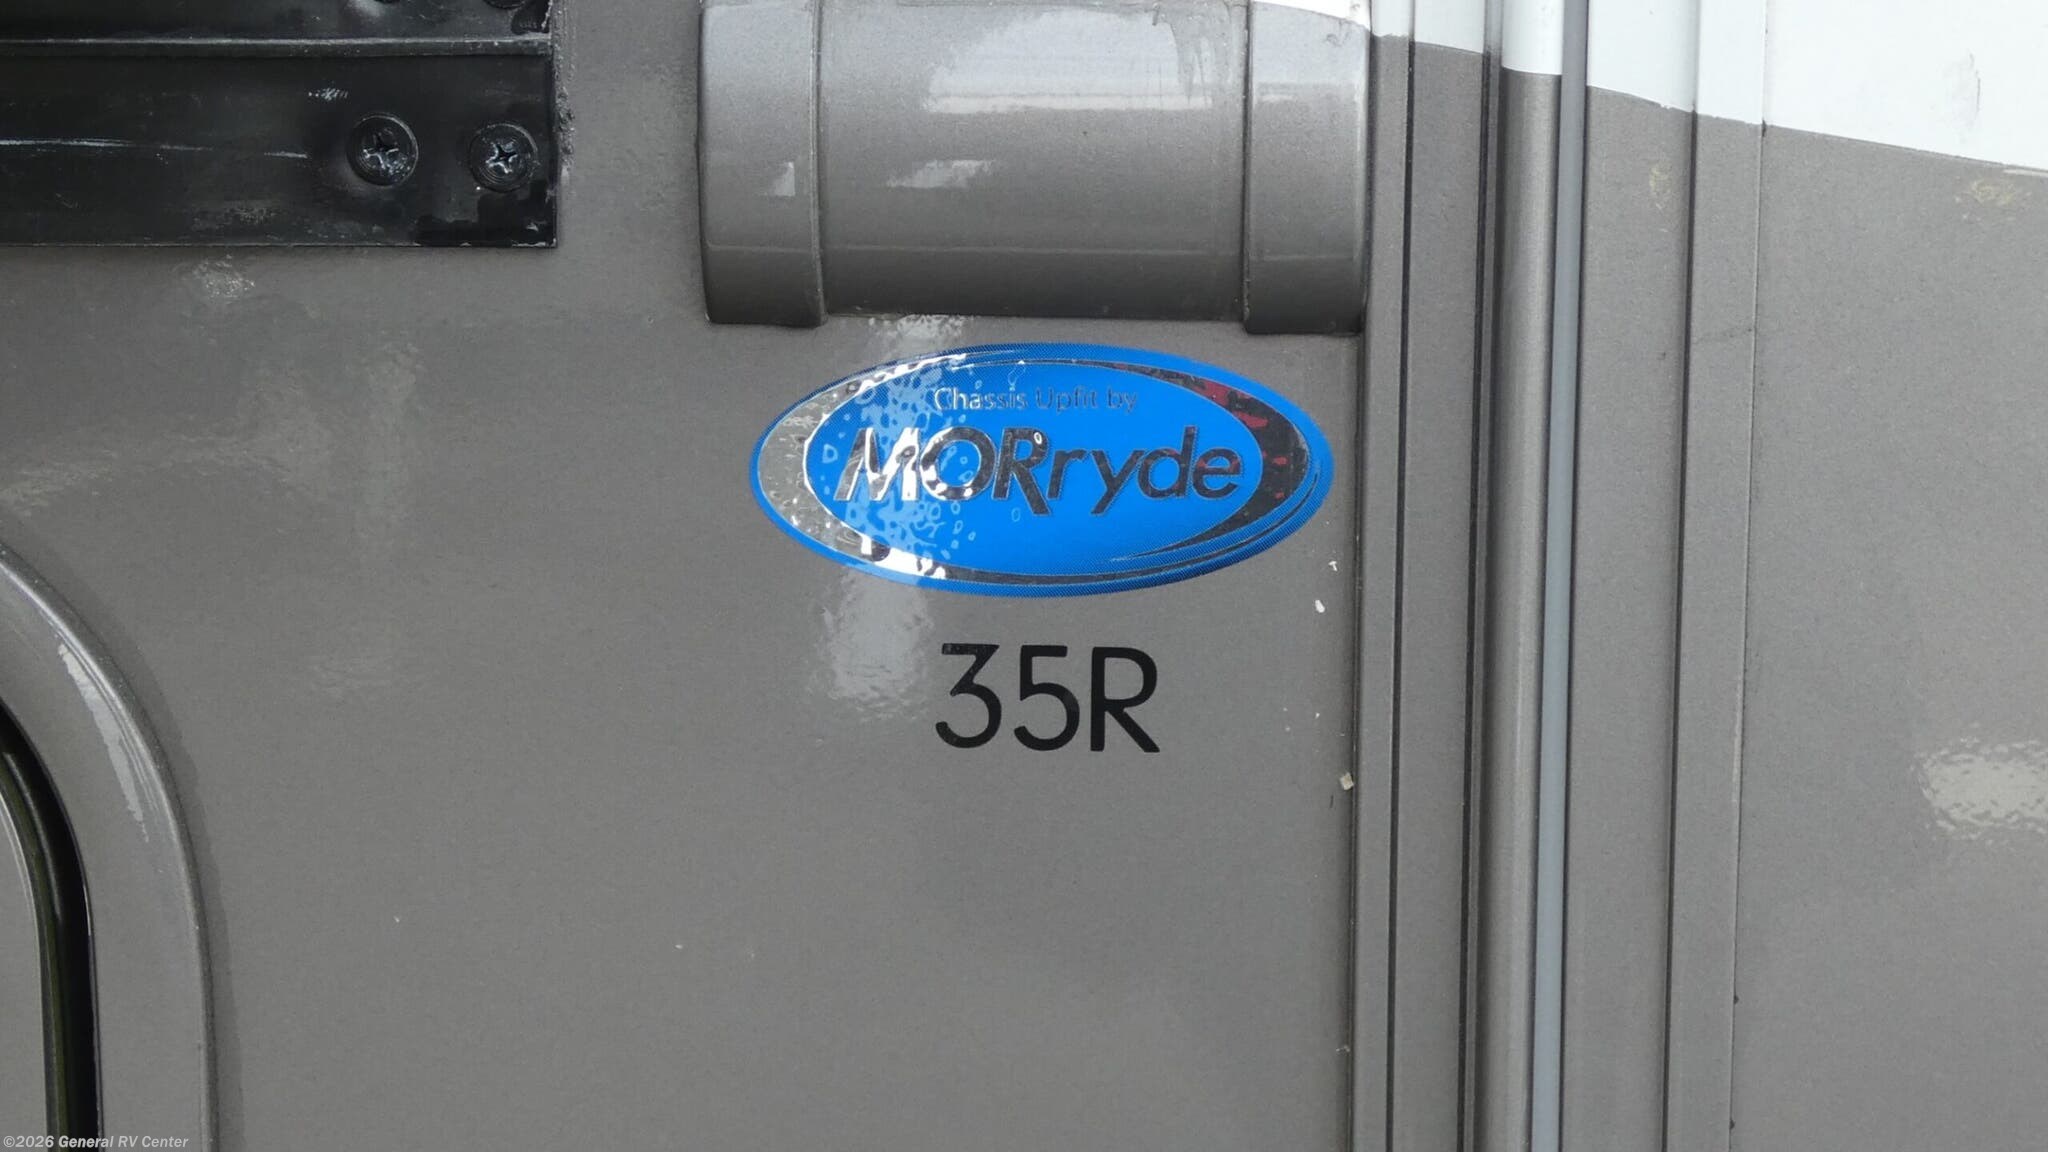 Chassis Upfit by
MORryde
35R
©2026 General RV Center